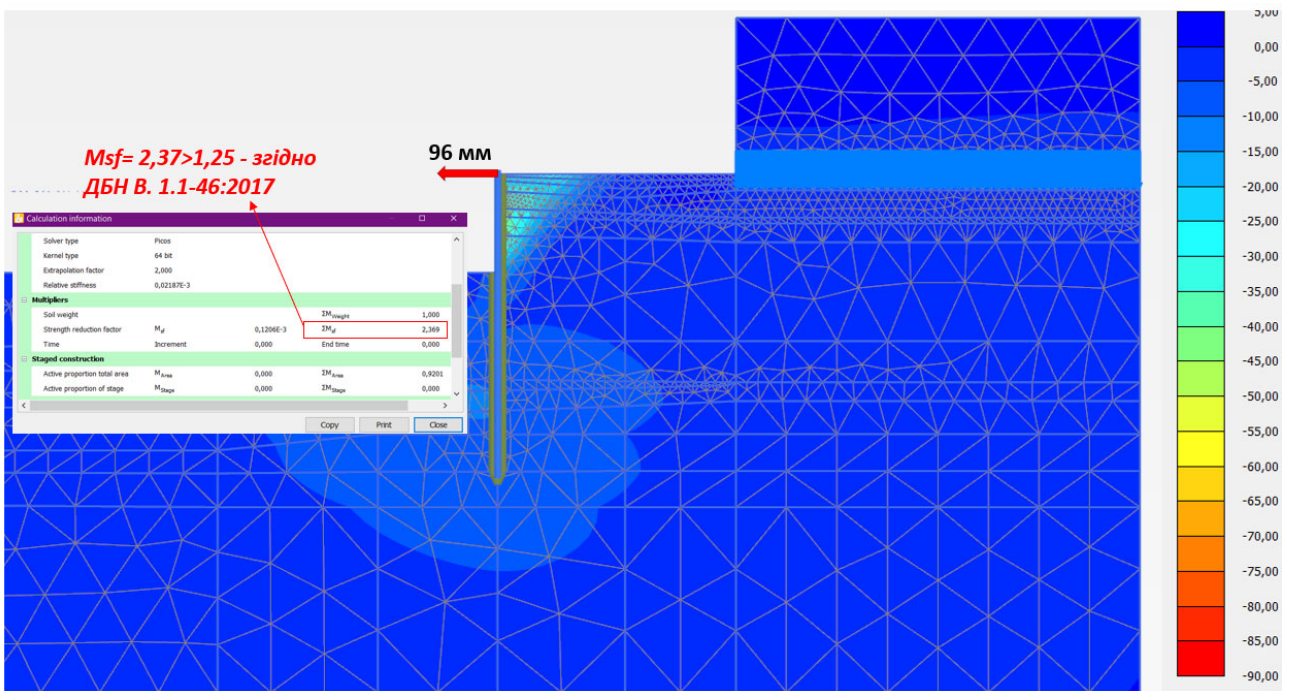 Msf= 2,37>1,25 - згідно
ДБН В. 1.1-46:2017
96 мм
Calculation information
Solver type Picos
Kernel type 64 bit
Extrapolation factor 2,000
Relative stiffness 0,02187E-3
Multipliers
Soil weight ΣMWeight 1,000
Strength reduction factor Msf 0,1206E-3 ΣMsf 2,369
Time Increment 0,000 End time 0,000
Staged construction
Active proportion total area MArea 0,000 ΣMArea 0,9201
Active proportion of stage MStage 0,000 ΣMStage 0,000
Copy Print Close
5,00
0,00
-5,00
-10,00
-15,00
-20,00
-25,00
-30,00
-35,00
-40,00
-45,00
-50,00
-55,00
-60,00
-65,00
-70,00
-75,00
-80,00
-85,00
-90,00